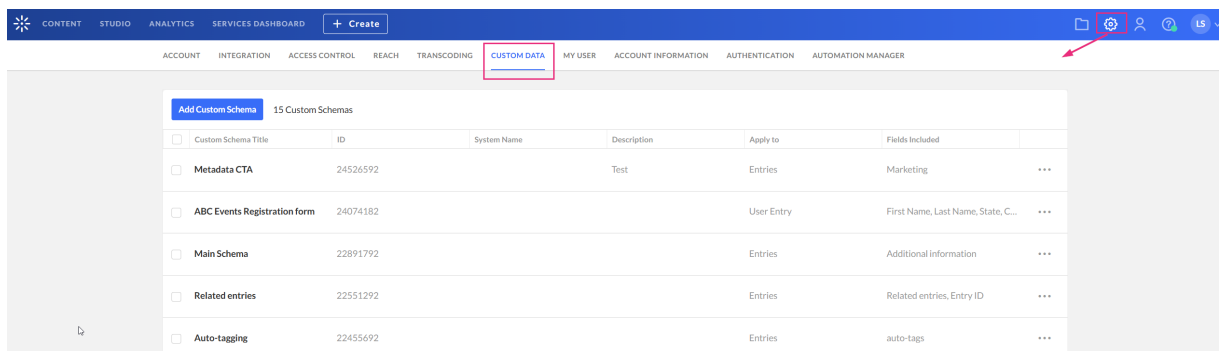 CONTENT STUDIO ANALYTICS SERVICES DASHBOARD + Create LS
ACCOUNT INTEGRATION ACCESS CONTROL REACH TRANSCODING CUSTOM DATA MY USER ACCOUNT INFORMATION AUTHENTICATION AUTOMATION MANAGER
Add Custom Schema 15 Custom Schemas
Custom Schema Title ID System Name Description Apply to Fields Included
Metadata CTA 24526592 Test Entries Marketing
ABC Events Registration form 24074182 User Entry First Name, Last Name, State, C...
Main Schema 22891792 Entries Additional information
Related entries 22551292 Entries Related entries, Entry ID
Auto-tagging 22455692 Entries auto-tags